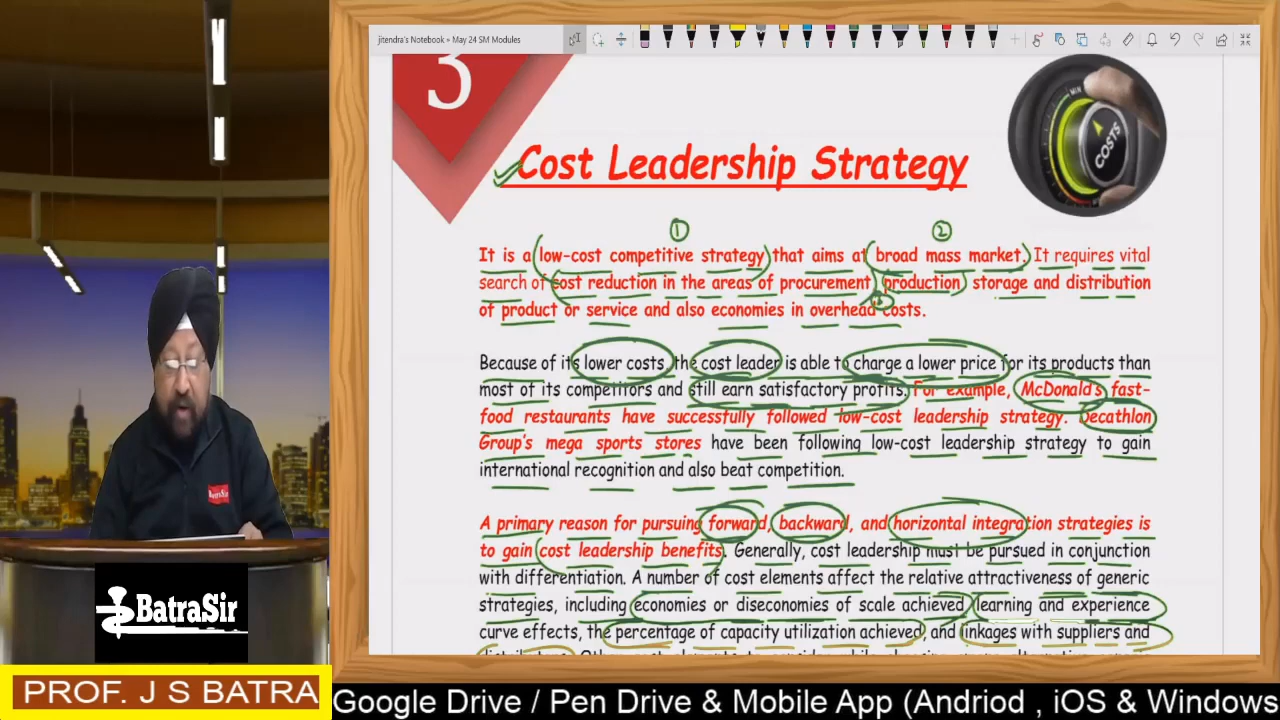 jitendra's Notebook » May 24 SM Modules
3
Cost Leadership Strategy
MIN
COSTS
1
2
It is a low-cost competitive strategy that aims at broad mass market. It requires vital
search of cost reduction in the areas of procurement, production, storage and distribution
of product or service and also economies in overhead costs.
Because of its lower costs, the cost leader is able to charge a lower price for its products than
most of its competitors and still earn satisfactory profits. For example, McDonald's fast-
food restaurants have successfully followed low-cost leadership strategy. Decathlon
Group's mega sports stores have been following low-cost leadership strategy to gain
international recognition and also beat competition.
A primary reason for pursuing forward, backward, and horizontal integration strategies is
to gain cost leadership benefits. Generally, cost leadership must be pursued in conjunction
with differentiation. A number of cost elements affect the relative attractiveness of generic
strategies, including economies or diseconomies of scale achieved, learning and experience
curve effects, the percentage of capacity utilization achieved, and linkages with suppliers and
BatraSir
BatraSir
PROF. J S BATRA
Google Drive / Pen Drive & Mobile App (Andriod , iOS & Windows